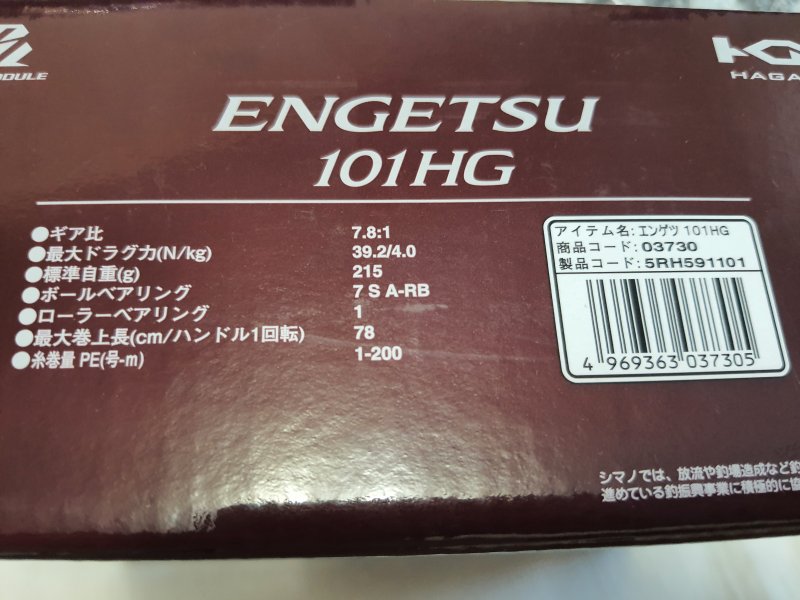 ODULE
HAGA
ENGETSU
101HG
●ギア比 7.8:1
●最大ドラグ力(N/kg) 39.2/4.0
●標準自重(g) 215
●ボールベアリング 7 S A-RB
●ローラーベアリング 1
●最大巻上長(cm/ハンドル1回転) 78
●糸巻量 PE(号-m) 1-200
アイテム名: エンゲツ 101HG
商品コード: 03730
製品コード: 5RH591101
4 969363 037305
シマノでは、放流や釣場造成など釣
進めている釣振興事業に積極的に協